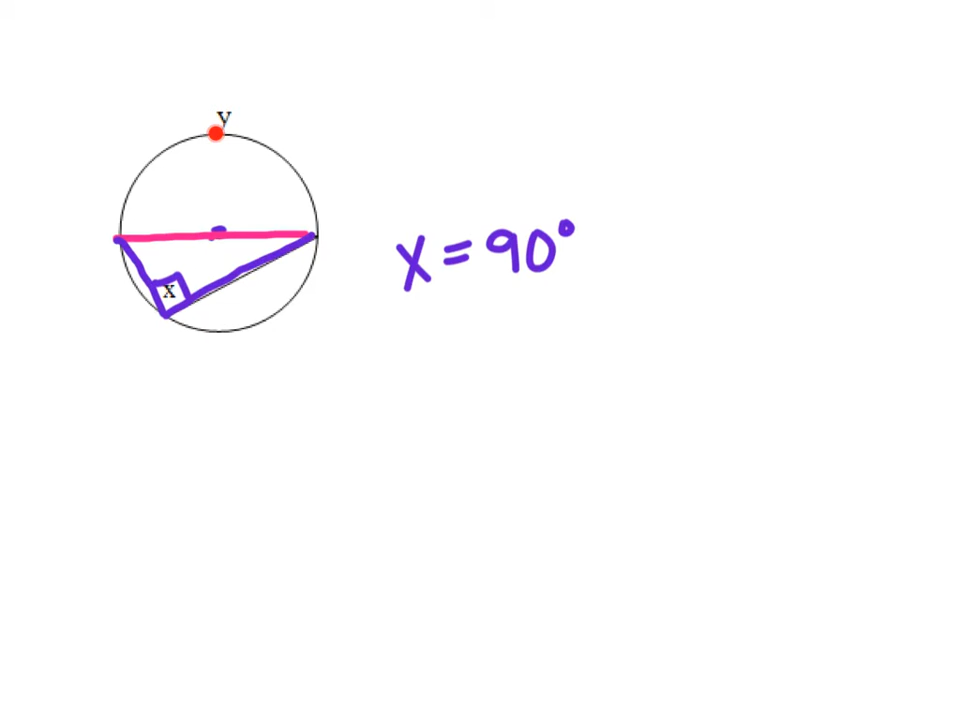 y
x
x = 90°